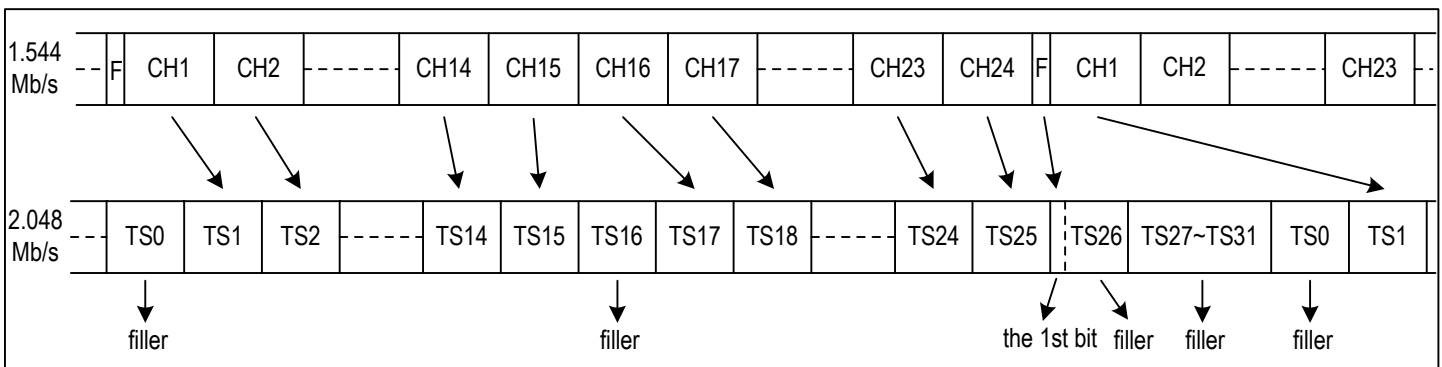 1.544 Mb/s F CH1 CH2 CH14 CH15 CH16 CH17 CH23 CH24 F CH1 CH2 CH23
2.048 Mb/s TS0 TS1 TS2 TS14 TS15 TS16 TS17 TS18 TS24 TS25 TS26 TS27~TS31 TS0 TS1
filler filler the 1st bit filler filler filler